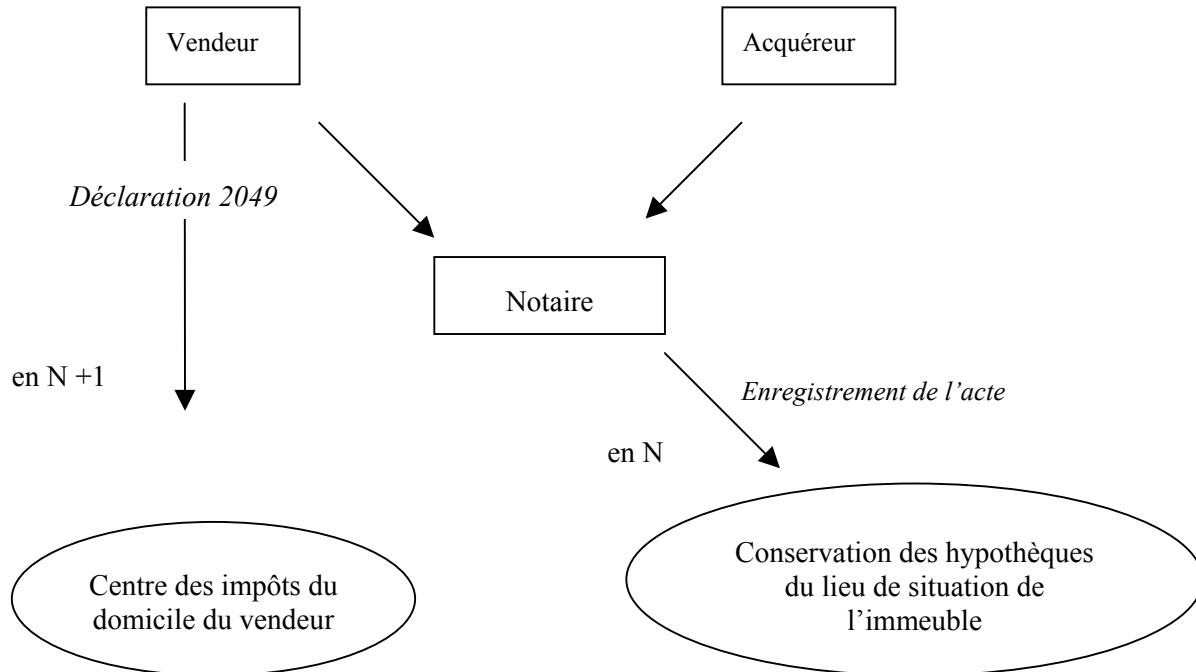 Vendeur
Acquéreur
Déclaration 2049
Notaire
en N +1
Enregistrement de l’acte
en N
Centre des impôts du
domicile du vendeur
Conservation des hypothèques
du lieu de situation de
l’immeuble